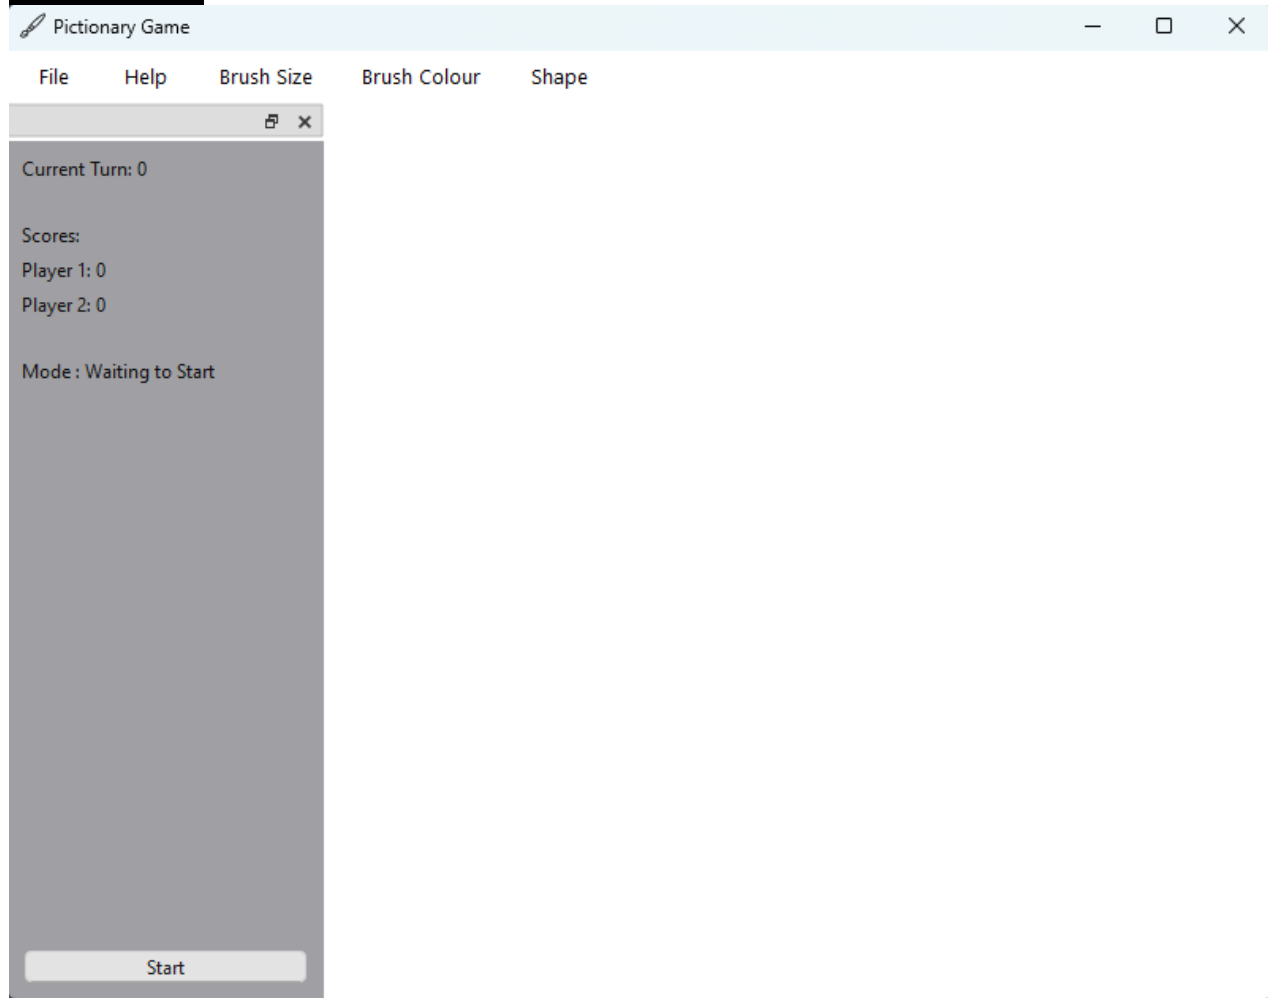 Pictionary Game
File Help Brush Size Brush Colour Shape
Current Turn: 0
Scores:
Player 1: 0
Player 2: 0
Mode : Waiting to Start
Start